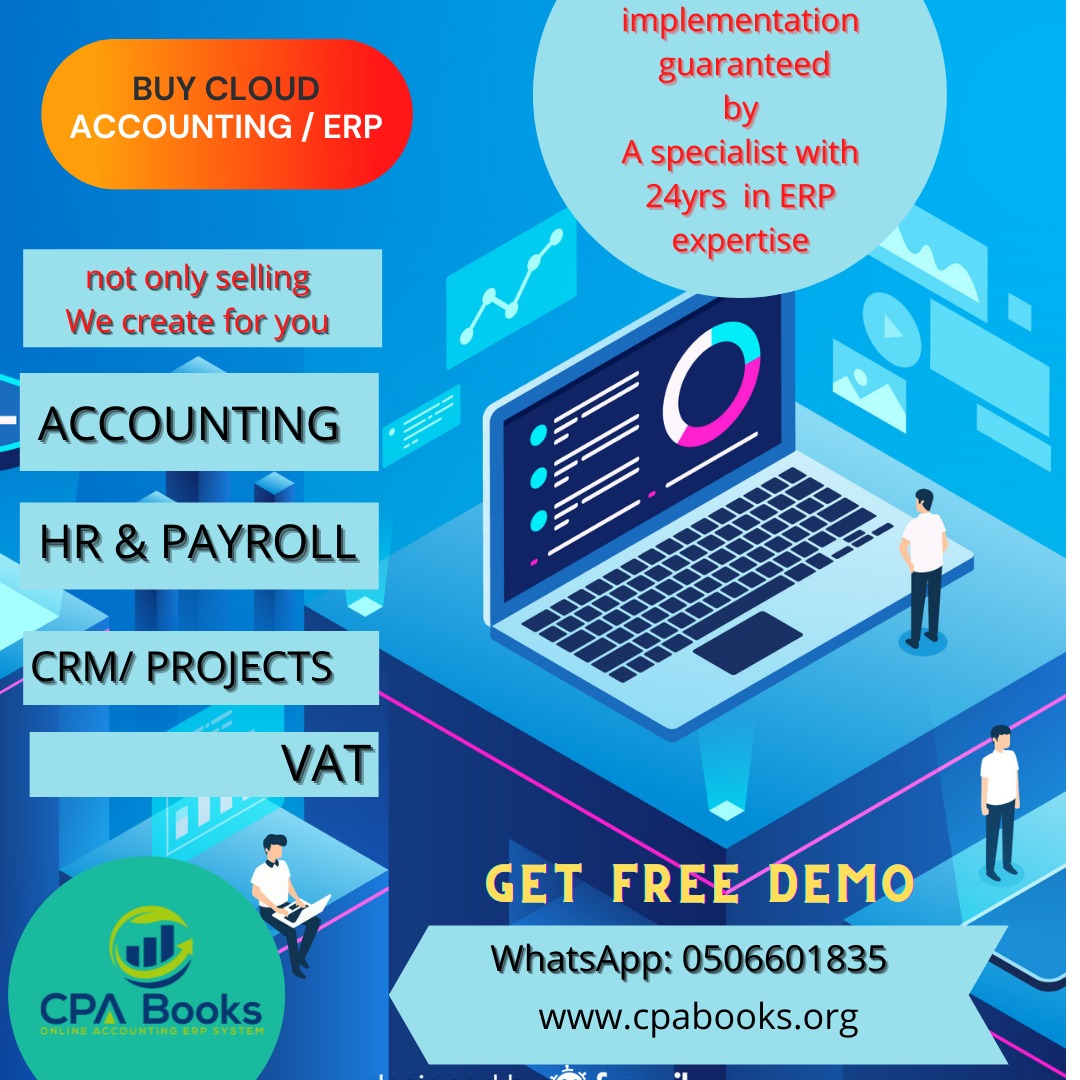 BUY CLOUD
ACCOUNTING / ERP
implementation
guaranteed
by
A specialist with
24yrs in ERP
expertise
not only selling
We create for you
ACCOUNTING
HR & PAYROLL
CRM/ PROJECTS
VAT
CPA Books
ONLINE ACCOUNTING ERP SYSTEM
GET FREE DEMO
WhatsApp: 0506601835
www.cpabooks.org